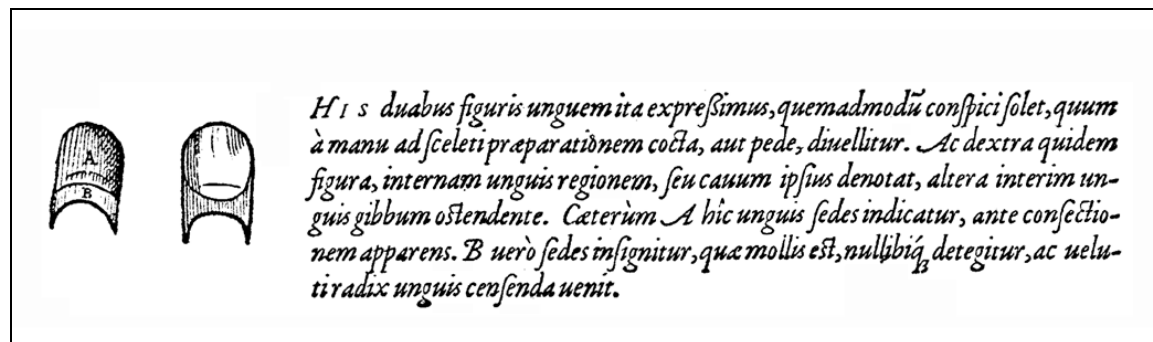 A
B
HIS duabus figuris unguem ita expreſſimus, quemadmodū conſpici ſolet, quum
à manu ad ſceleti præparationem cocta, aut pede, diuellitur. Ac dextra quidem
figura, internam unguis regionem, ſeu cauum ipſius denotat, altera interim un-
guis gibbum oſtendente. Cæterùm A hîc unguis ſedes indicatur, ante conſectio-
nem apparens. B uerò ſedes inſignitur, quæ mollis eſt, nullibiq́ꝫ detegitur, ac uelu-
ti radix unguis cenſenda uenit.